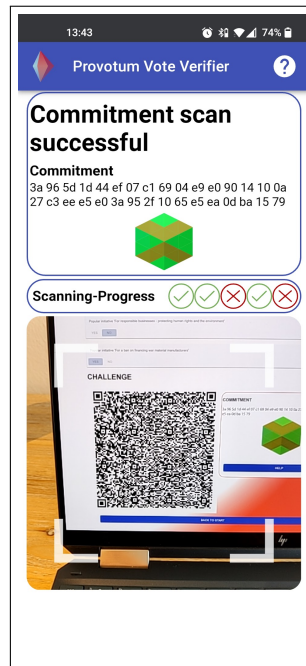 13:43
74%
Provotum Vote Verifier
?
Commitment scan
successful
Commitment
3a 96 5d 1d 44 ef 07 c1 69 04 e9 e0 90 14 10 0a
27 c3 ee e5 e0 3a 95 2f 10 65 e5 ea 0d ba 15 79
Scanning-Progress
CHALLENGE
COMMITMENT
HELP
BACK TO START
hp